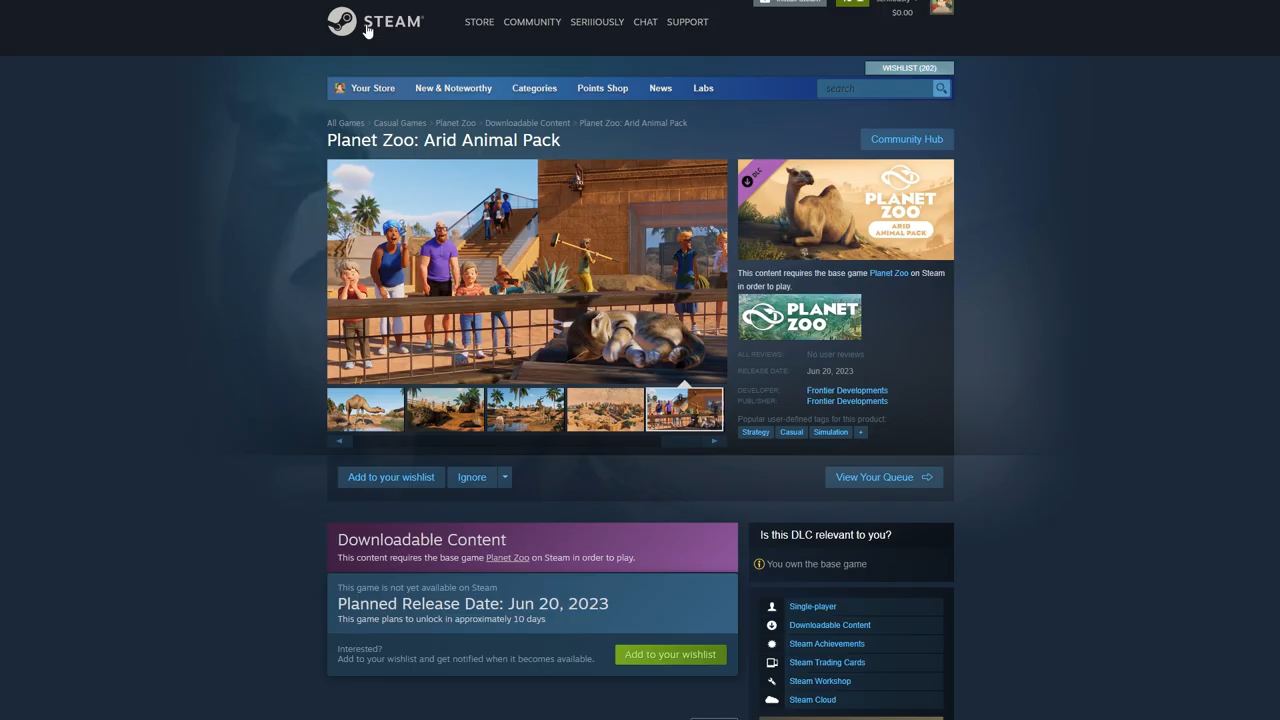 STEAM
STORE COMMUNITY SERIIIOUSLY CHAT SUPPORT
$0.00
WISHLIST (202)
Your Store New & Noteworthy Categories Points Shop News Labs
search
All Games > Casual Games > Planet Zoo > Downloadable Content > Planet Zoo: Arid Animal Pack
Planet Zoo: Arid Animal Pack
Community Hub
DLC
PLANET
ZOO
ARID
ANIMAL PACK
This content requires the base game Planet Zoo on Steam
in order to play.
PLANET
ZOO
ALL REVIEWS: No user reviews
RELEASE DATE: Jun 20, 2023
DEVELOPER: Frontier Developments
PUBLISHER: Frontier Developments
Popular user-defined tags for this product:
Strategy Casual Simulation +
Add to your wishlist Ignore
View Your Queue
Downloadable Content
This content requires the base game Planet Zoo on Steam in order to play.
This game is not yet available on Steam
Planned Release Date: Jun 20, 2023
This game plans to unlock in approximately 10 days
Interested?
Add to your wishlist and get notified when it becomes available.
Add to your wishlist
Is this DLC relevant to you?
You own the base game
Single-player
Downloadable Content
Steam Achievements
Steam Trading Cards
Steam Workshop
Steam Cloud